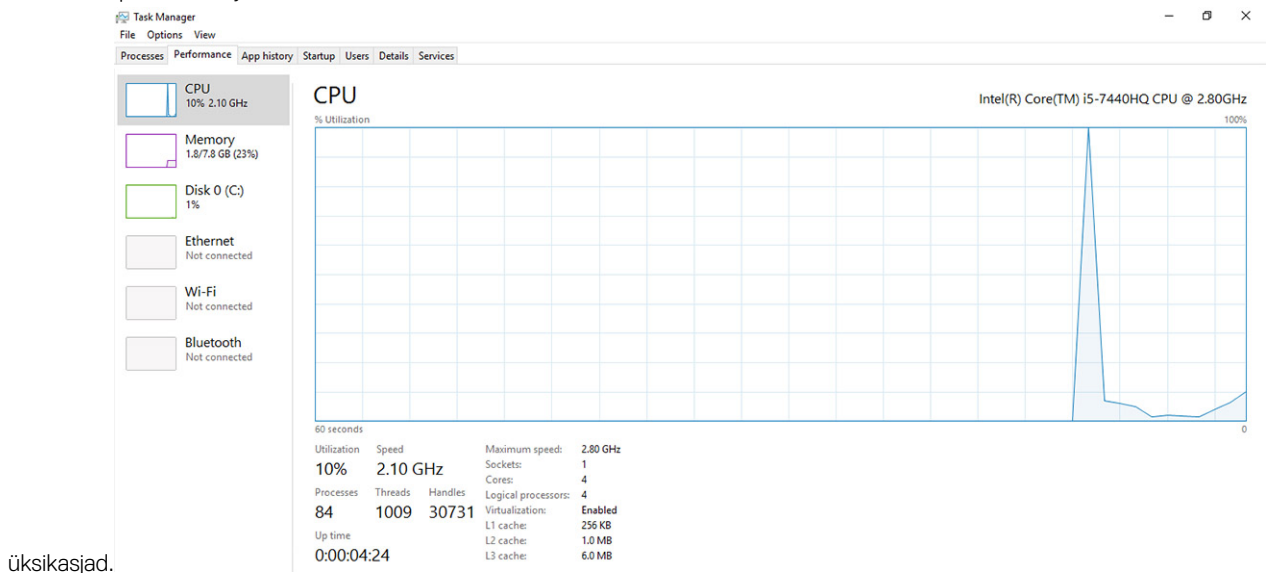 Task Manager
File Options View
Processes Performance App history Startup Users Details Services
CPU
10% 2.10 GHz
Memory
1.8/7.8 GB (23%)
Disk 0 (C:)
1%
Ethernet
Not connected
Wi-Fi
Not connected
Bluetooth
Not connected
CPU
Intel(R) Core(TM) i5-7440HQ CPU @ 2.80GHz
% Utilization 100%
60 seconds 0
Utilization Speed
10% 2.10 GHz
Processes Threads Handles
84 1009 30731
Up time
0:00:04:24
Maximum speed: 2.80 GHz
Sockets: 1
Cores: 4
Logical processors: 4
Virtualization: Enabled
L1 cache: 256 KB
L2 cache: 1.0 MB
L3 cache: 6.0 MB
üksikasjad.